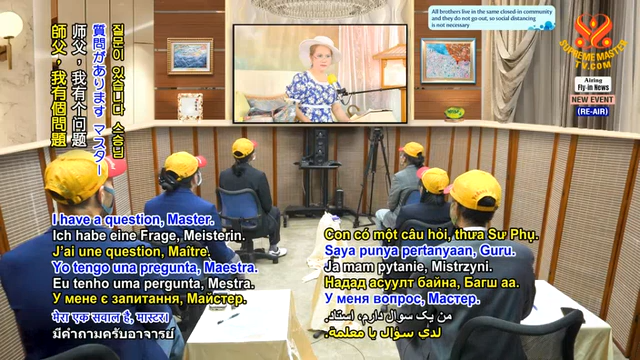 All brothers live in the same closed in community
and they do not go out, so social distancing
is not necessary
SUPREME MASTER
TV.COM
Airing
Fly-in News
NEW EVENT
(RE-AIR)
師父，我有個問題
师父，我有个问题
質問があります マスター
질문이 있습니다 스승님
I have a question, Master.
Ich habe eine Frage, Meisterin.
J'ai une question, Maître.
Yo tengo una pregunta, Maestra.
Eu tenho uma pergunta, Mestra.
У мене є запитання, Майстер.
मेरा एक सवाल है, मास्टर।
มีคำถามครับอาจารย์
Con có một câu hỏi, thưa Sư Phụ.
Saya punya pertanyaan, Guru.
Ja mam pytanie, Mistrzyni.
Надад асуулт байна, Багш аа.
У меня вопрос, Мастер.
من یک سوال دارم، استاد.
لدي سؤال يا معلمة.